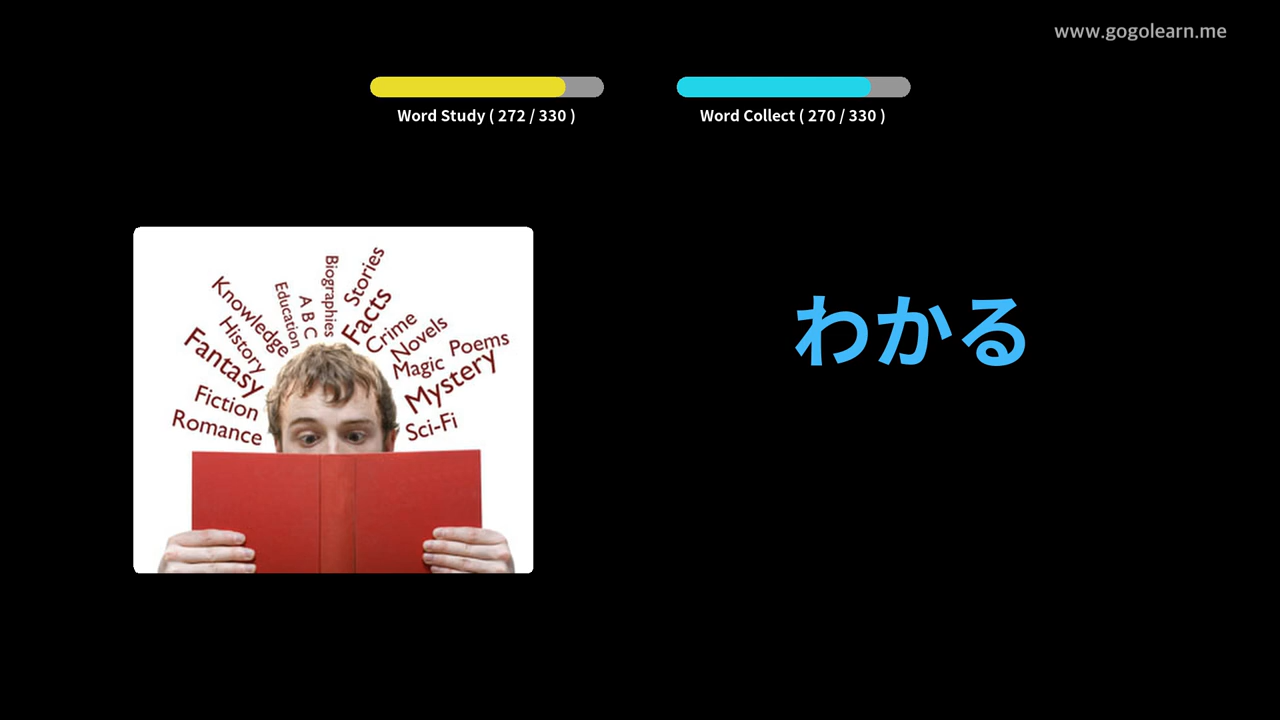 www.gogolearn.me
Word Study ( 272 / 330 )
Word Collect ( 270 / 330 )
Knowledge
Education
A B C
Biographies
Stories
Facts
Crime
Novels
Poems
Magic
Mystery
Sci-Fi
History
Fantasy
Fiction
Romance
わかる